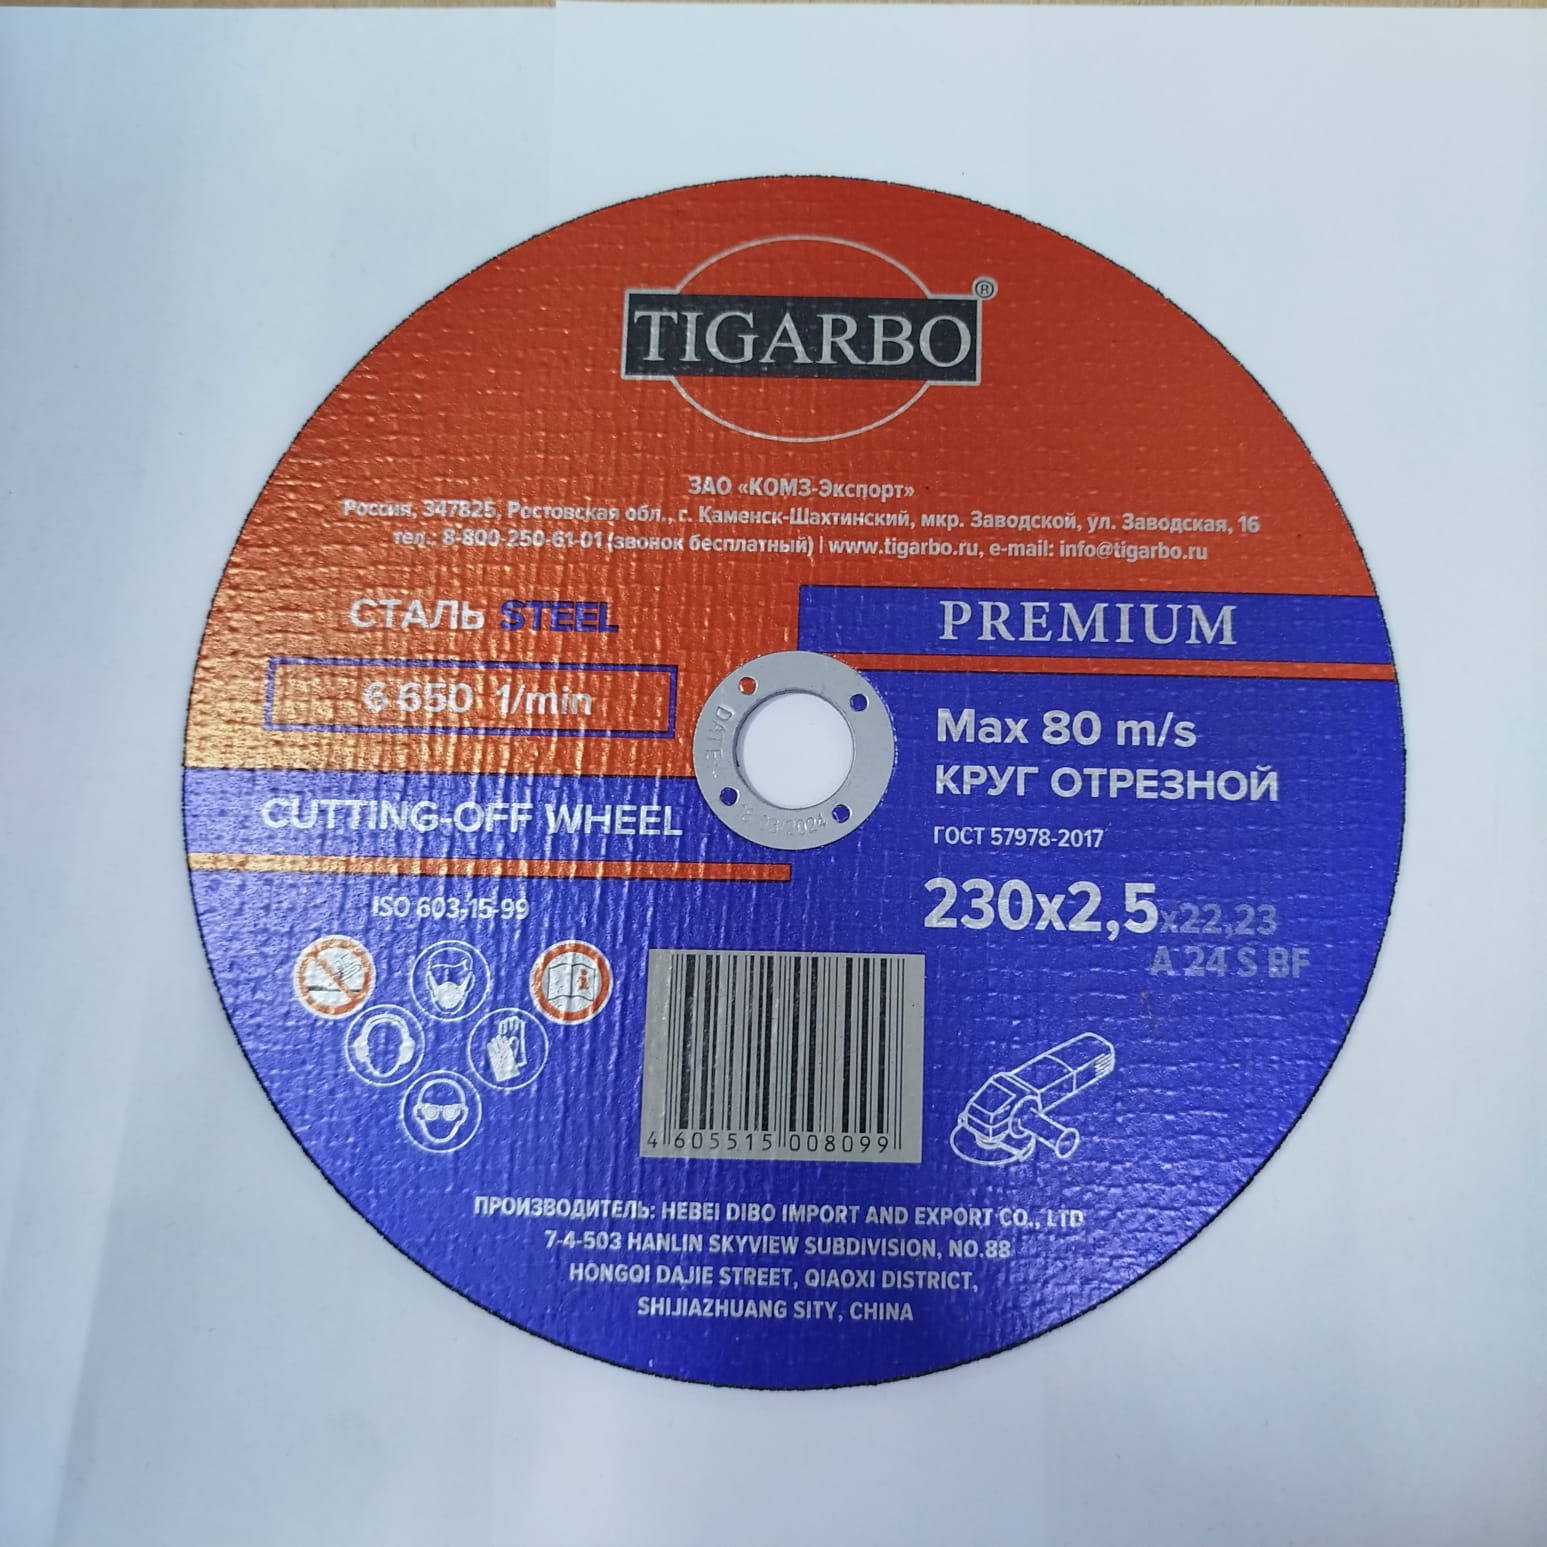 TIGARBO®
ЗАО «КОМЗ-Экспорт»
Россия, 347825, Ростовская обл., г. Каменск-Шахтинский, мкр. Заводской, ул. Заводская, 16
тел.: 8-800-250-61-01 (звонок бесплатный) | www.tigarbo.ru, e-mail: info@tigarbo.ru
СТАЛЬ STEEL
PREMIUM
6 650 1/min
Max 80 m/s
КРУГ ОТРЕЗНОЙ
DATE
03/2024
CUTTING-OFF WHEEL
ГОСТ 57978-2017
ISO 603-15-99
230x2,5x22,23
A 24 S BF
4 605515 008099
ПРОИЗВОДИТЕЛЬ: HEBEI DIBO IMPORT AND EXPORT CO., LTD
7-4-503 HANLIN SKYVIEW SUBDIVISION, NO.88
HONGQI DAJIE STREET, QIAOXI DISTRICT,
SHIJIAZHUANG SITY, CHINA